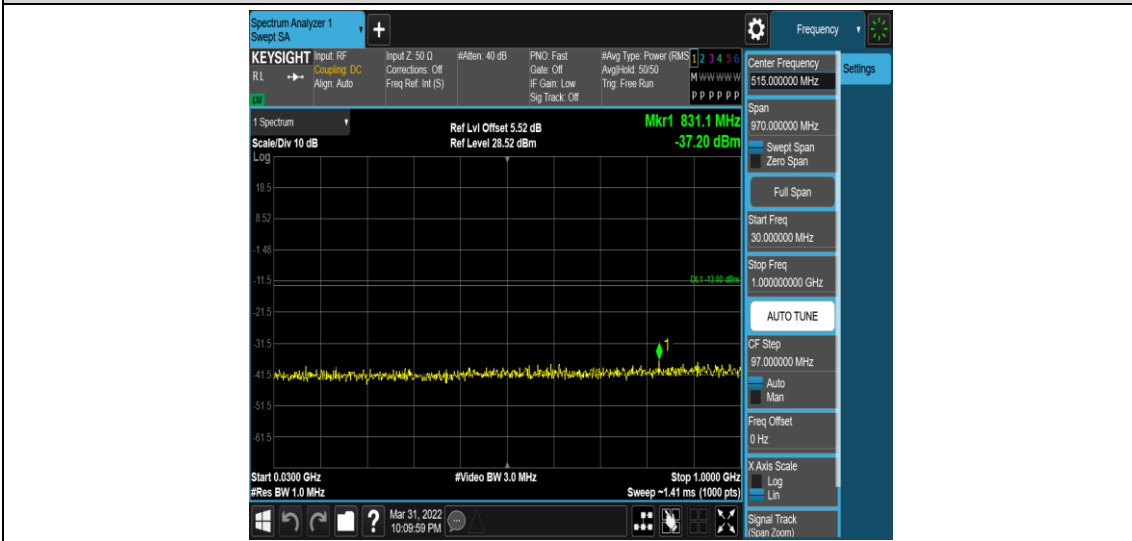 Spectrum Analyzer 1
Swept SA
+
Frequency
KEYSIGHT
RL
LXI
Input: RF
Coupling: DC
Align: Auto
Input Z: 50 Ω
Corrections: Off
Freq Ref: Int (S)
#Atten: 40 dB
PNO: Fast
Gate: Off
IF Gain: Low
Sig Track: Off
#Avg Type: Power (RMS
Avg|Hold: 50/50
Trig: Free Run
1 2 3 4 5 6
M W W W W W
P P P P P P
1 Spectrum
Scale/Div 10 dB
Log
Ref Lvl Offset 5.52 dB
Ref Level 28.52 dBm
Mkr1 831.1 MHz
-37.20 dBm
18.5
8.52
-1.48
-11.5
-21.5
-31.5
-41.5
-51.5
-61.5
DL1 -13.00 dBm
1
Start 0.0300 GHz
#Res BW 1.0 MHz
#Video BW 3.0 MHz
Stop 1.0000 GHz
Sweep ~1.41 ms (1000 pts)
?
Mar 31, 2022
10:09:59 PM
Center Frequency
515.000000 MHz
Span
970.000000 MHz
Swept Span
Zero Span
Full Span
Start Freq
30.000000 MHz
Stop Freq
1.000000000 GHz
AUTO TUNE
CF Step
97.000000 MHz
Auto
Man
Freq Offset
0 Hz
X Axis Scale
Log
Lin
Signal Track
(Span Zoom)
Settings